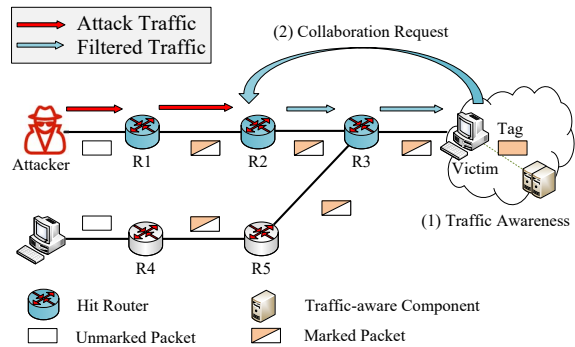 Attack Traffic
Filtered Traffic
(2) Collaboration Request
Attacker
R1
R2
R3
Victim
Tag
(1) Traffic Awareness
R4
R5
Hit Router
Traffic-aware Component
Unmarked Packet
Marked Packet